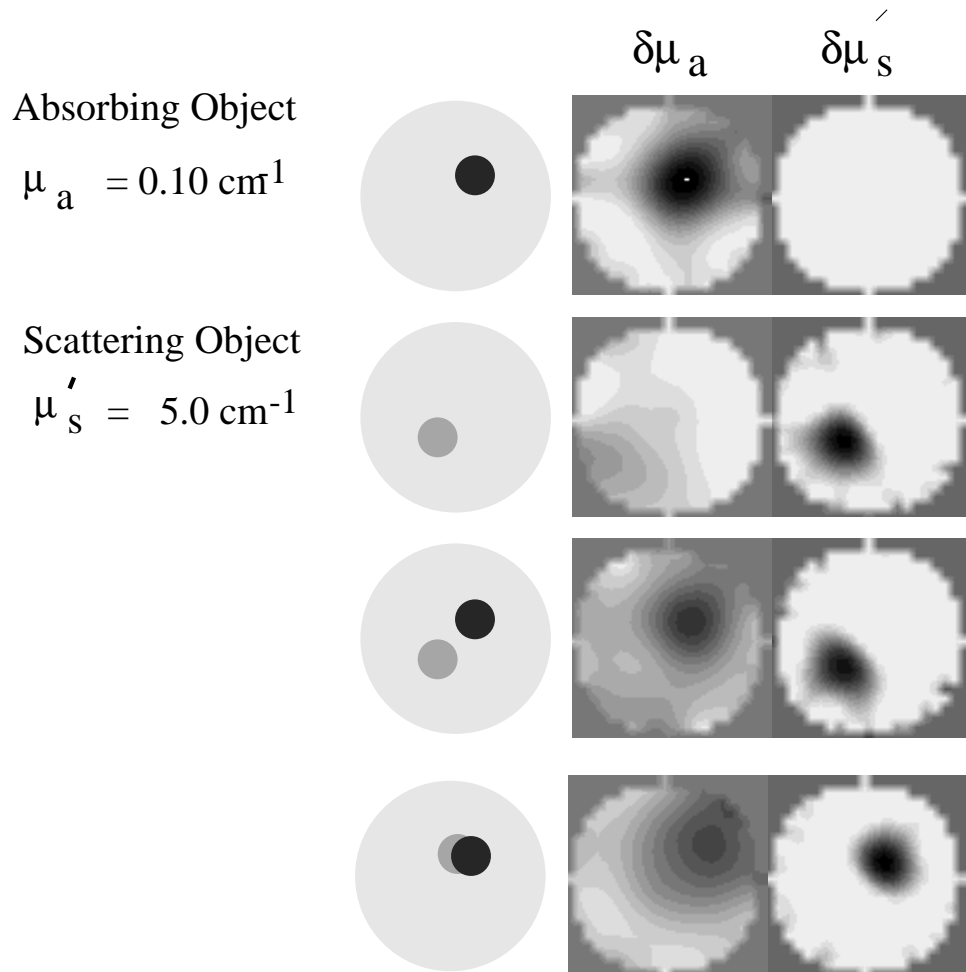 δμ a δμ′ s
Absorbing Object
μ a = 0.10 cm-1
Scattering Object
μ′ s = 5.0 cm-1